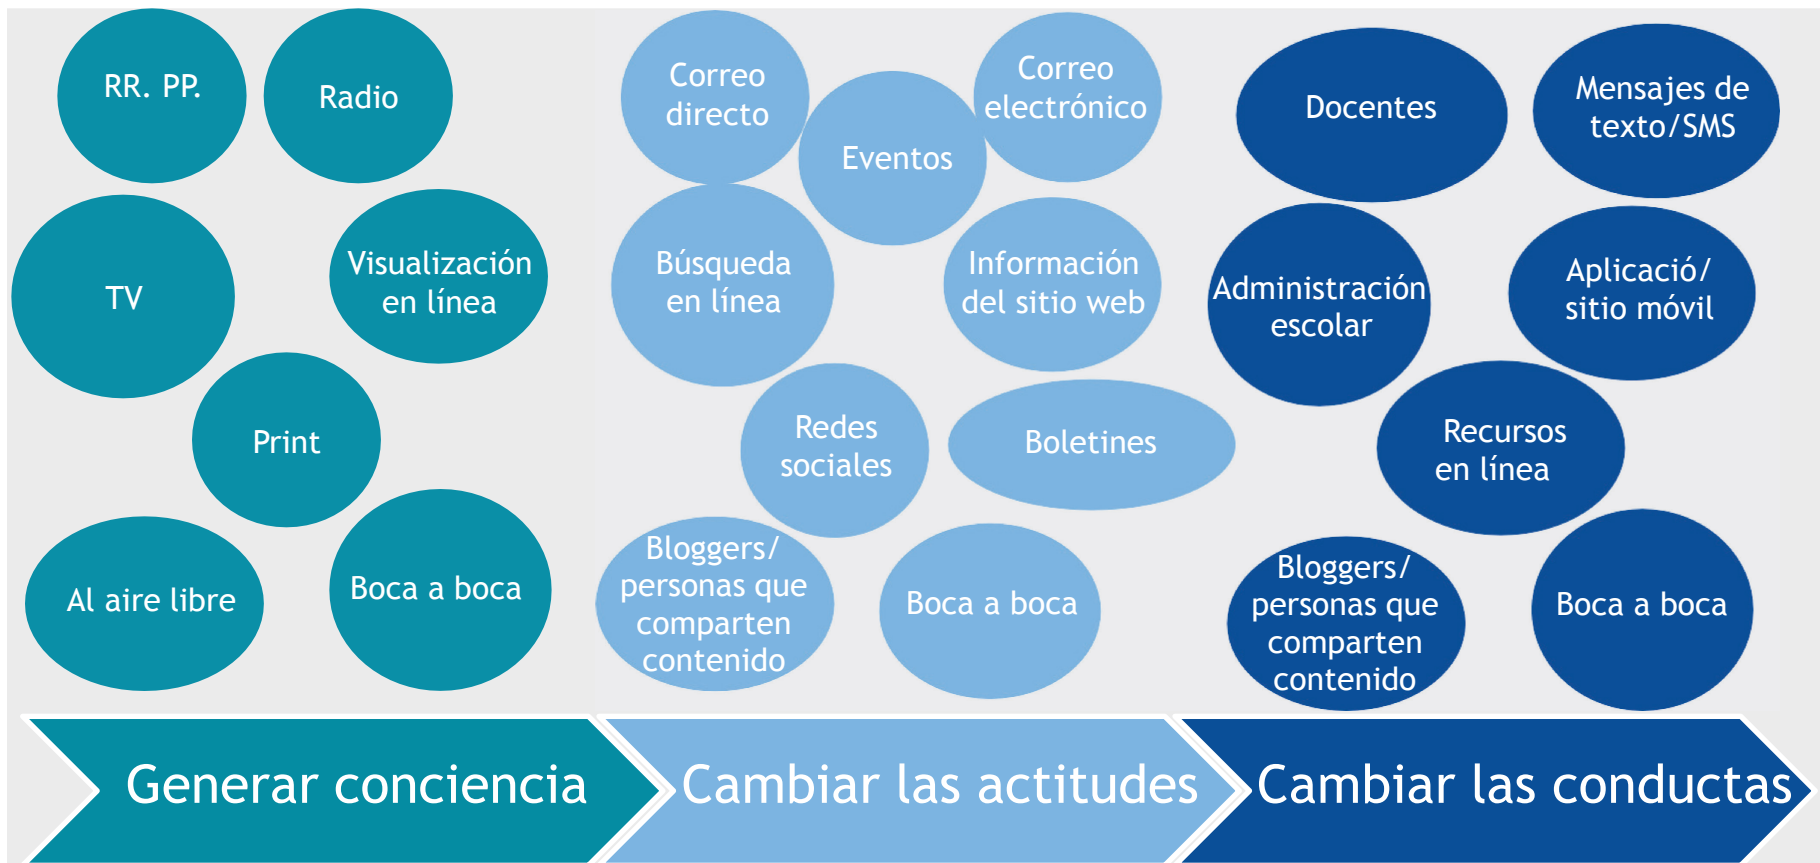 RR. PP.
Radio
TV
Visualización
en línea
Print
Al aire libre
Boca a boca
Correo
directo
Eventos
Correo
electrónico
Búsqueda
en línea
Información
del sitio web
Redes
sociales
Boletines
Bloggers/
personas que
comparten
contenido
Boca a boca
Docentes
Mensajes de
texto/SMS
Administración
escolar
Aplicació/
sitio móvil
Recursos
en línea
Bloggers/
personas que
comparten
contenido
Boca a boca
Generar conciencia
Cambiar las actitudes
Cambiar las conductas